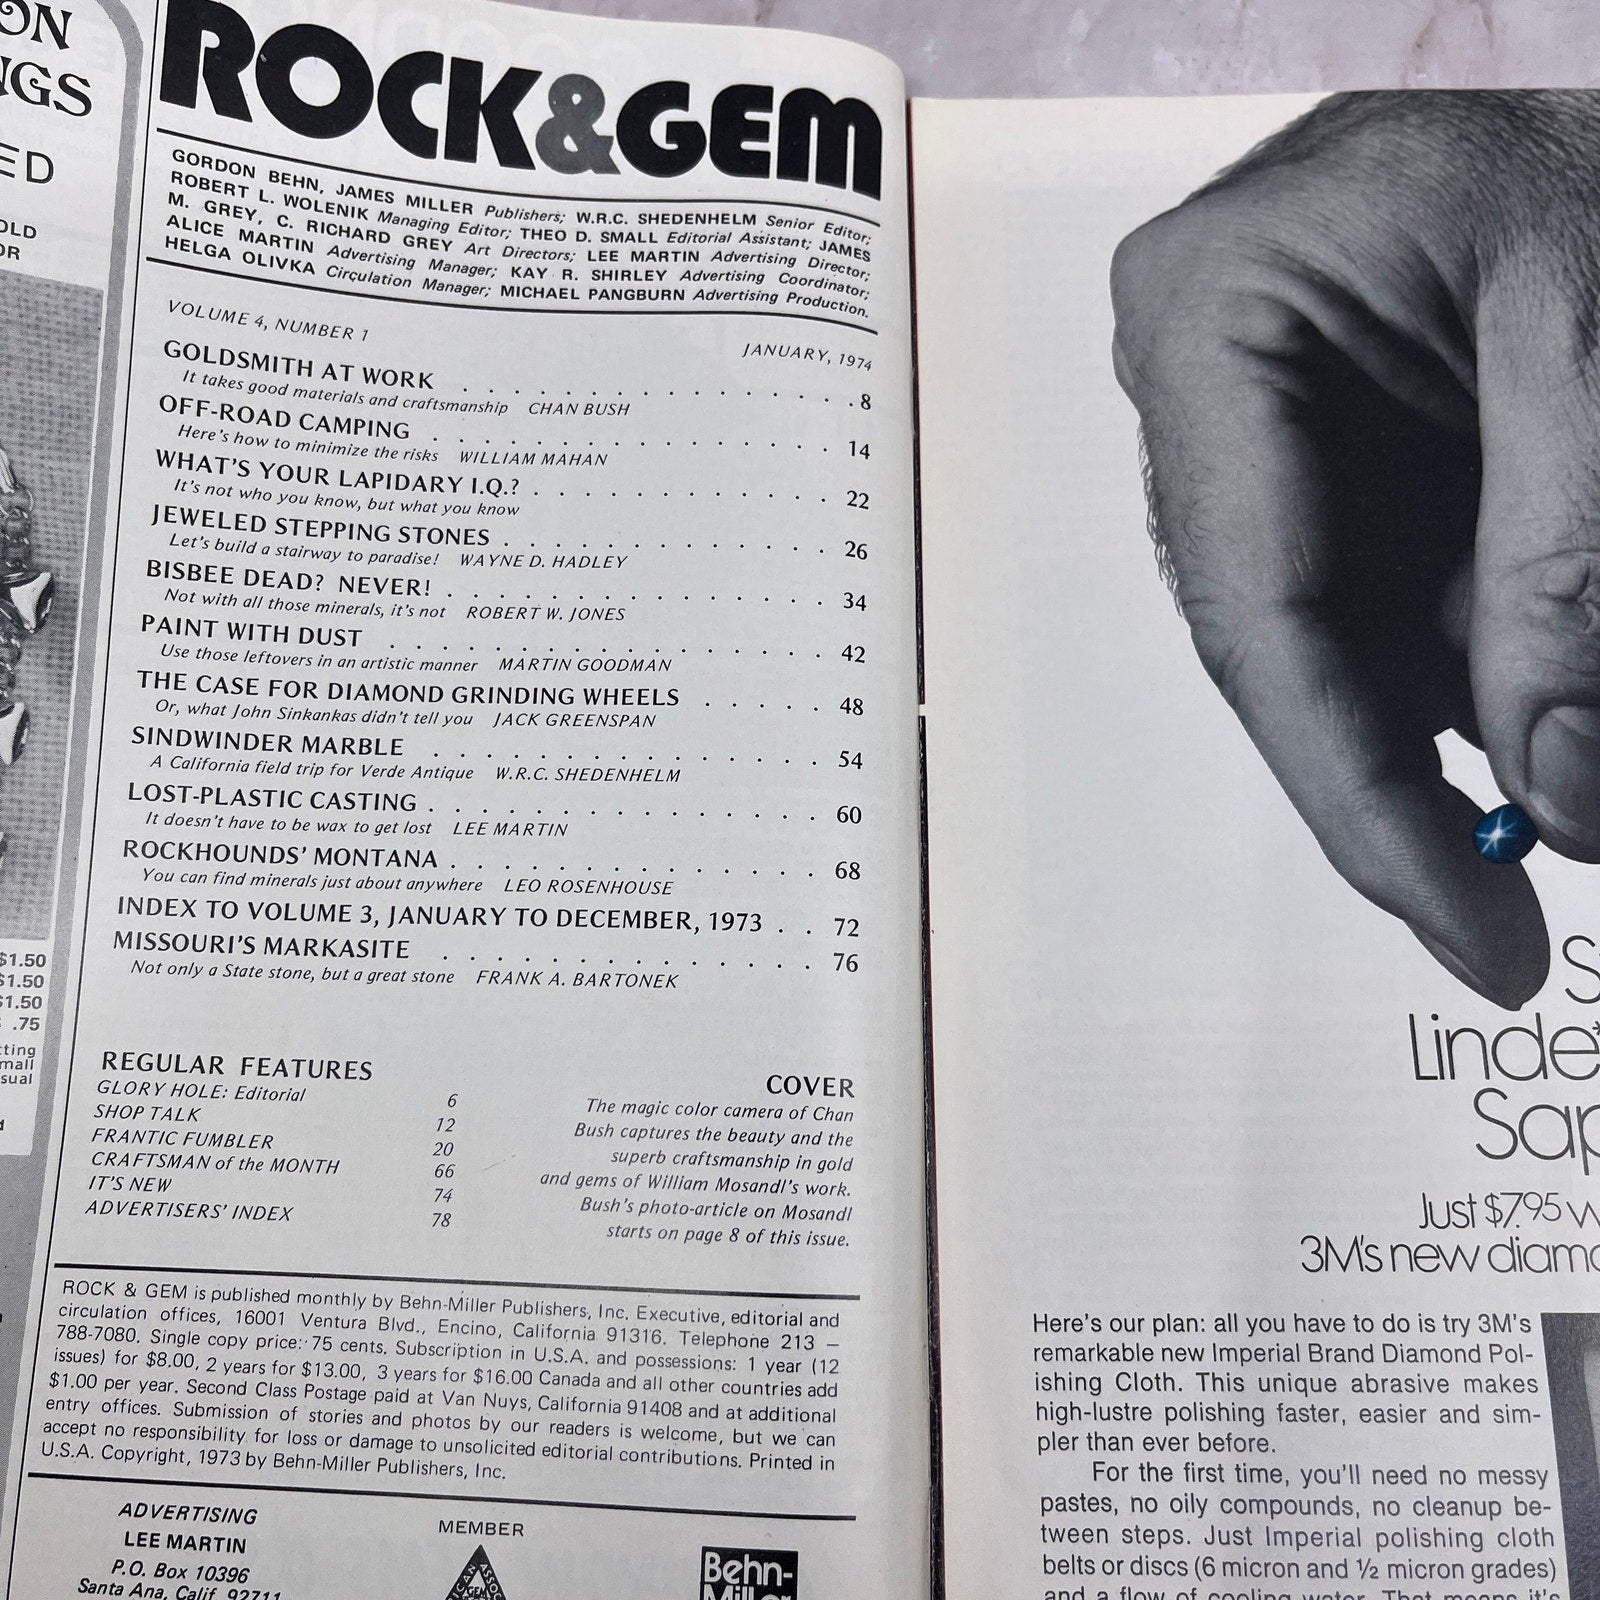 ON
NGS
ED
OLD
OR
$1.50
$1.50
$1.50
.75
ROCK&GEM
GORDON BEHN, JAMES MILLER Publishers; W.R.C. SHEDENHELM Senior Editor;
ROBERT L. WOLENIK Managing Editor; THEO D. SMALL Editorial Assistant; JAMES
M. GREY, C. RICHARD GREY Art Directors; LEE MARTIN Advertising Director;
ALICE MARTIN Advertising Manager; KAY R. SHIRLEY Advertising Coordinator;
HELGA OLIVKA Circulation Manager; MICHAEL PANGBURN Advertising Production.
VOLUME 4, NUMBER 1 JANUARY, 1974
GOLDSMITH AT WORK . . . . . . . . . . . . . . . 8
It takes good materials and craftsmanship CHAN BUSH
OFF-ROAD CAMPING . . . . . . . . . . . . . . . . 14
Here's how to minimize the risks WILLIAM MAHAN
WHAT'S YOUR LAPIDARY I.Q.? . . . . . . . . . . . . 22
It's not who you know, but what you know
JEWELED STEPPING STONES . . . . . . . . . . . . . 26
Let's build a stairway to paradise! WAYNE D. HADLEY
BISBEE DEAD? NEVER! . . . . . . . . . . . . . . . 34
Not with all those minerals, it's not ROBERT W. JONES
PAINT WITH DUST . . . . . . . . . . . . . . . . . 42
Use those leftovers in an artistic manner MARTIN GOODMAN
THE CASE FOR DIAMOND GRINDING WHEELS . . . . . 48
Or, what John Sinkankas didn't tell you JACK GREENSPAN
SINDWINDER MARBLE . . . . . . . . . . . . . . . 54
A California field trip for Verde Antique W.R.C. SHEDENHELM
LOST-PLASTIC CASTING . . . . . . . . . . . . . . . 60
It doesn't have to be wax to get lost LEE MARTIN
ROCKHOUNDS' MONTANA . . . . . . . . . . . . . . 68
You can find minerals just about anywhere LEO ROSENHOUSE
INDEX TO VOLUME 3, JANUARY TO DECEMBER, 1973 . . 72
MISSOURI'S MARKASITE . . . . . . . . . . . . . . 76
Not only a State stone, but a great stone FRANK A. BARTONEK
REGULAR FEATURES
GLORY HOLE: Editorial 6
SHOP TALK 12
FRANTIC FUMBLER 20
CRAFTSMAN of the MONTH 66
IT'S NEW 74
ADVERTISERS' INDEX 78
COVER
The magic color camera of Chan
Bush captures the beauty and the
superb craftsmanship in gold
and gems of William Mosandl's work.
Bush's photo-article on Mosandl
starts on page 8 of this issue.
ROCK & GEM is published monthly by Behn-Miller Publishers, Inc. Executive, editorial and
circulation offices, 16001 Ventura Blvd., Encino, California 91316. Telephone 213 –
788-7080. Single copy price: 75 cents. Subscription in U.S.A. and possessions: 1 year (12
issues) for $8.00, 2 years for $13.00, 3 years for $16.00 Canada and all other countries add
$1.00 per year. Second Class Postage paid at Van Nuys, California 91408 and at additional
entry offices. Submission of stories and photos by our readers is welcome, but we can
accept no responsibility for loss or damage to unsolicited editorial contributions. Printed in
U.S.A. Copyright, 1973 by Behn-Miller Publishers, Inc.
ADVERTISING
LEE MARTIN
P.O. Box 10396
Santa Ana, Calif. 92711
MEMBER
GEM
Behn-
Miller
Linde*
Sap
Just $7.95 w
3M's new diamo
Here's our plan: all you have to do is try 3M's
remarkable new Imperial Brand Diamond Pol-
ishing Cloth. This unique abrasive makes
high-lustre polishing faster, easier and sim-
pler than ever before.
For the first time, you'll need no messy
pastes, no oily compounds, no cleanup be-
tween steps. Just Imperial polishing cloth
belts or discs (6 micron and ½ micron grades)
and a flow of cooling water. That means it's